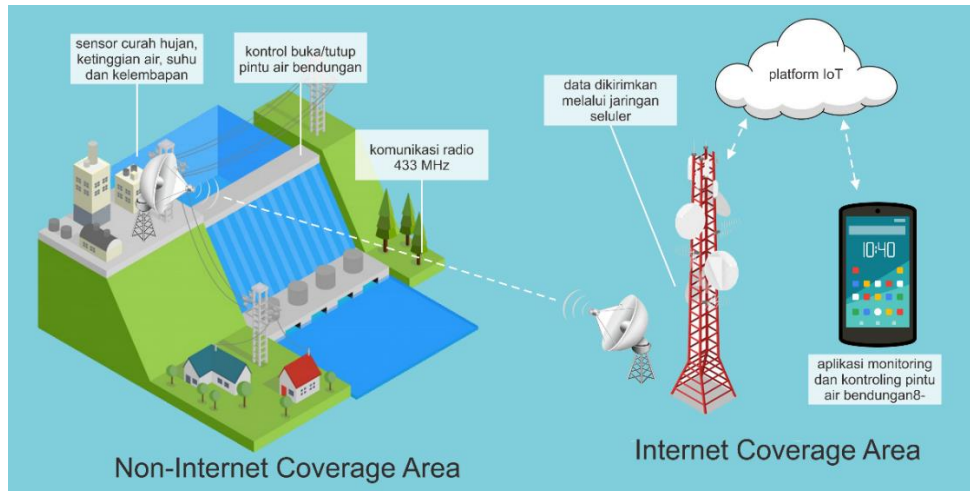 sensor curah hujan,
ketinggian air, suhu
dan kelembapan
kontrol buka/tutup
pintu air bendungan
komunikasi radio
433 MHz
data dikirimkan
melalui jaringan
seluler
platform IoT
10:40
aplikasi monitoring
dan kontroling pintu
air bendungan8-
Non-Internet Coverage Area
Internet Coverage Area